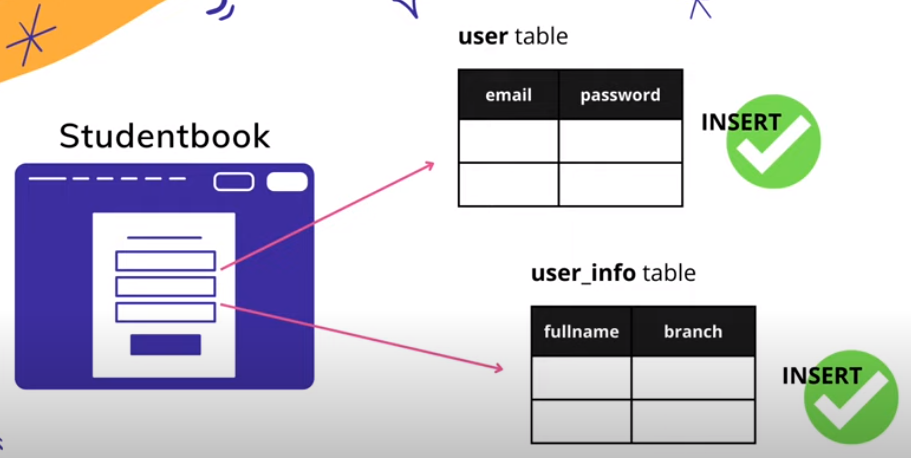 Studentbook
user table
email password
INSERT
user_info table
fullname branch
INSERT